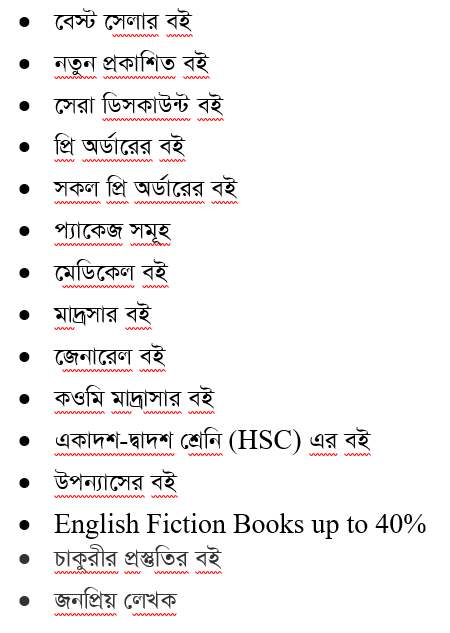 • বেস্ট সেলার বই
• নতুন প্রকাশিত বই
• সেরা ডিসকাউন্ট বই
• প্রি অর্ডারের বই
• সকল প্রি অর্ডারের বই
• প্যাকেজ সমূহ
• মেডিকেল বই
• মাদ্রসার বই
• জেনারেল বই
• কওমি মাদ্রাসার বই
• একাদশ-দ্বাদশ শ্রেনি (HSC) এর বই
• উপন্যাসের বই
• English Fiction Books up to 40%
• চাকুরীর প্রস্তুতির বই
• জনপ্রিয় লেখক